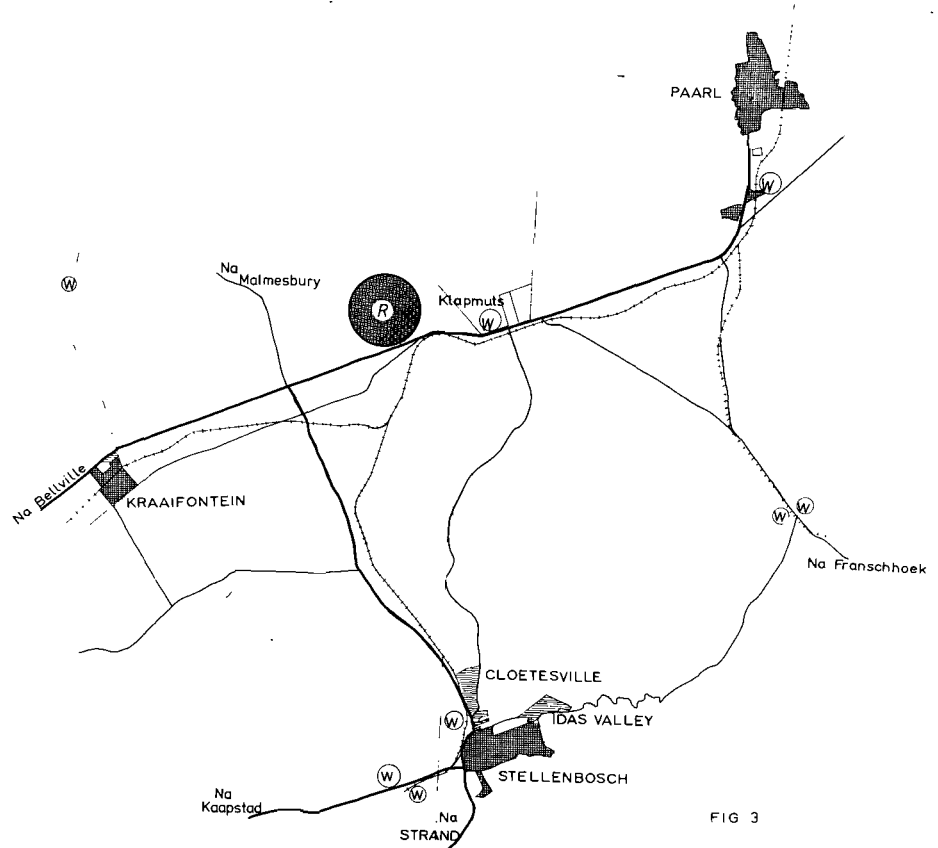 PAARL
W
Na
Malmesbury
W
R
Klapmuts
W
Na Bellville
KRAAIFONTEIN
W
W
Na Franschhoek
CLOETESVILLE
IDAS VALLEY
W
STELLENBOSCH
W
W
Na
Kaapstad
Na
STRAND
FIG 3